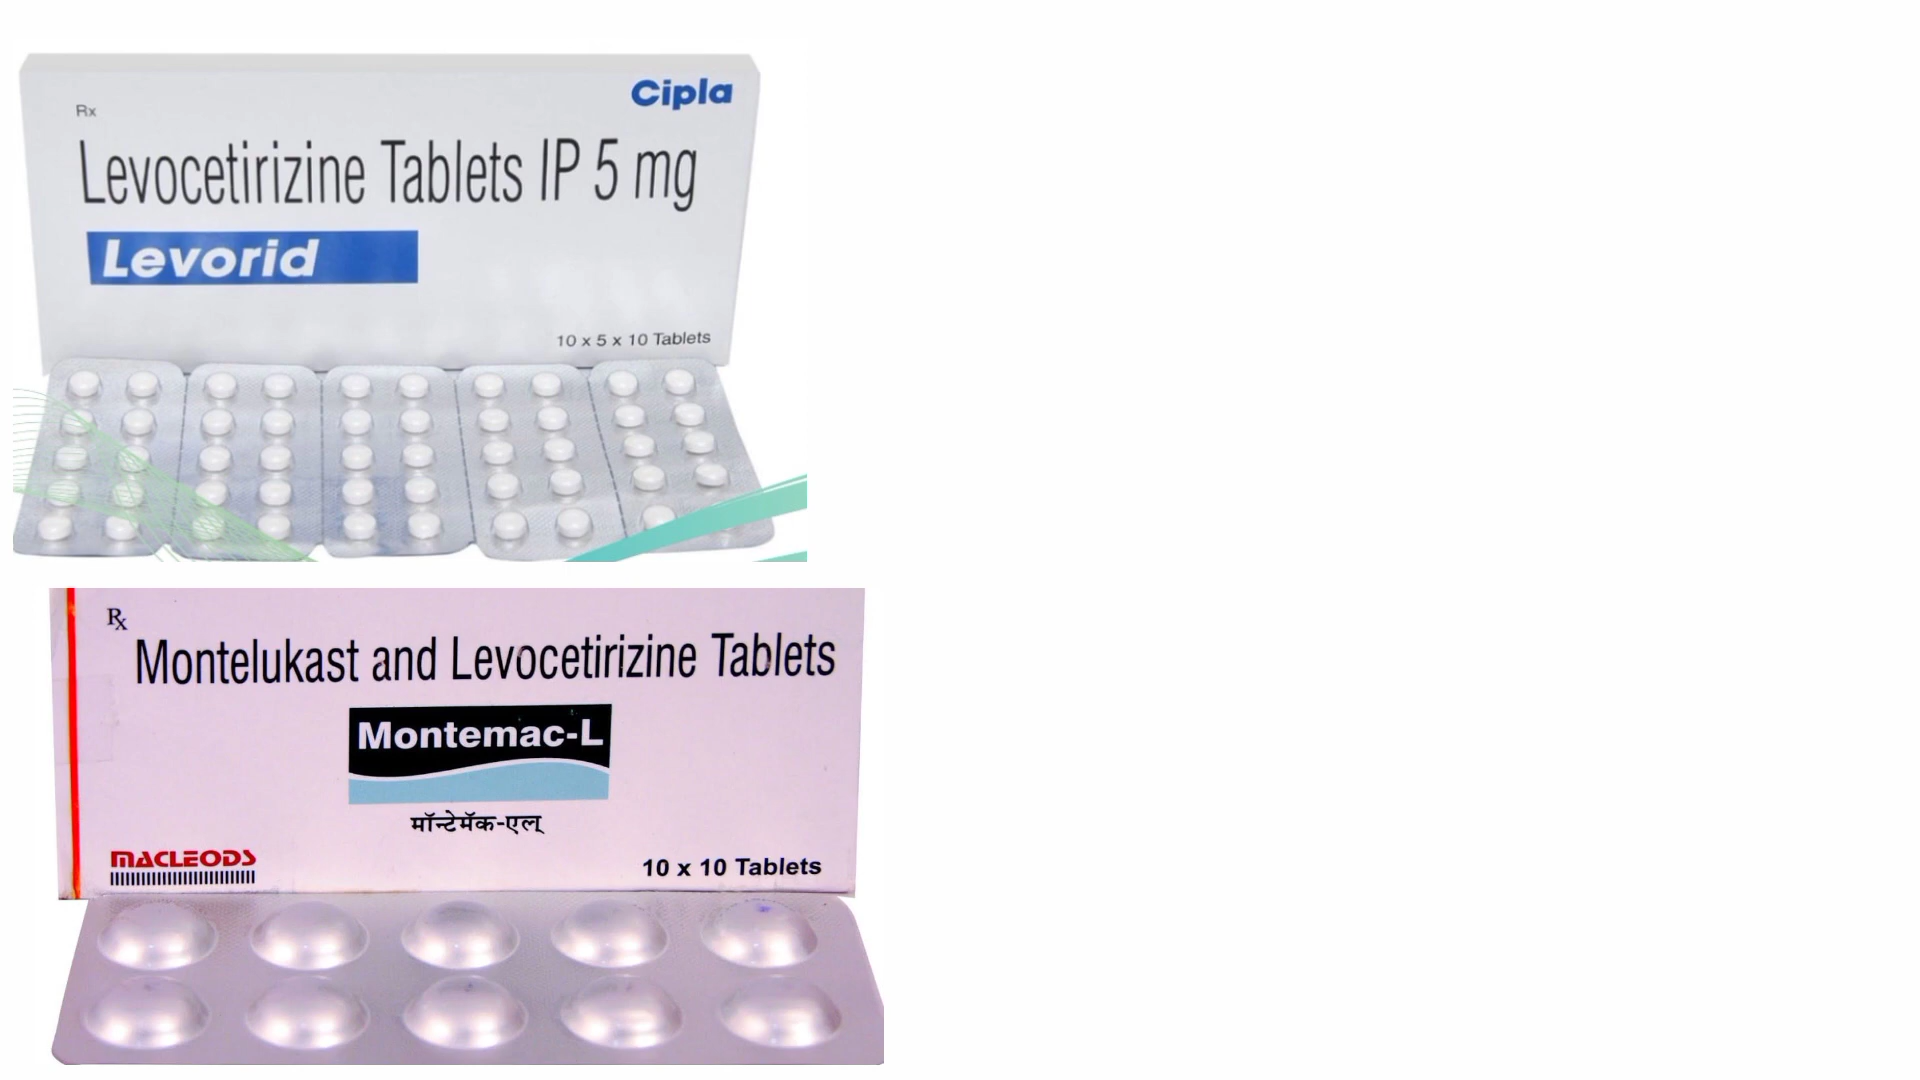 Cipla
Rx
Levocetirizine Tablets IP 5 mg
Levorid
10 x 5 x 10 Tablets
Rx
Montelukast and Levocetirizine Tablets
Montemac-L
मॉन्टेमॅक-एल्
MACLEODS
10 x 10 Tablets